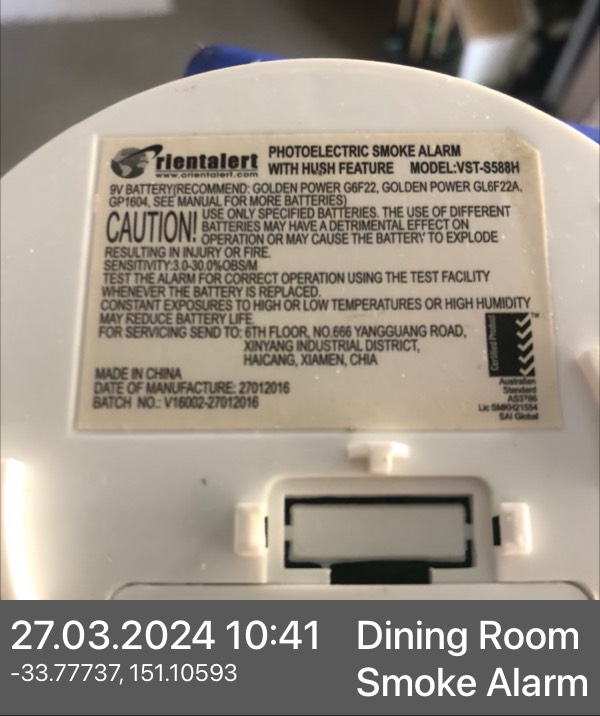 rientalert
www.orientalert.com
PHOTOELECTRIC SMOKE ALARM
WITH HUSH FEATURE MODEL:VST-S588H
9V BATTERY(RECOMMEND: GOLDEN POWER G6F22, GOLDEN POWER GL6F22A,
GP1604, SEE MANUAL FOR MORE BATTERIES)
CAUTION! USE ONLY SPECIFIED BATTERIES. THE USE OF DIFFERENT
BATTERIES MAY HAVE A DETRIMENTAL EFFECT ON
OPERATION OR MAY CAUSE THE BATTERY TO EXPLODE
RESULTING IN INJURY OR FIRE.
SENSITIVITY:3.0-30.0%OBS/M
TEST THE ALARM FOR CORRECT OPERATION USING THE TEST FACILITY
WHENEVER THE BATTERY IS REPLACED.
CONSTANT EXPOSURES TO HIGH OR LOW TEMPERATURES OR HIGH HUMIDITY
MAY REDUCE BATTERY LIFE.
FOR SERVICING SEND TO: 6TH FLOOR, NO.666 YANGGUANG ROAD,
XINYANG INDUSTRIAL DISTRICT,
HAICANG, XIAMEN, CHIA
MADE IN CHINA
DATE OF MANUFACTURE: 27012016
BATCH NO.: V16002-27012016
Certified Product
TM
Australian
Standard
AS3786
Lic SMKH21554
SAI Global
27.03.2024 10:41
-33.77737, 151.10593
Dining Room
Smoke Alarm